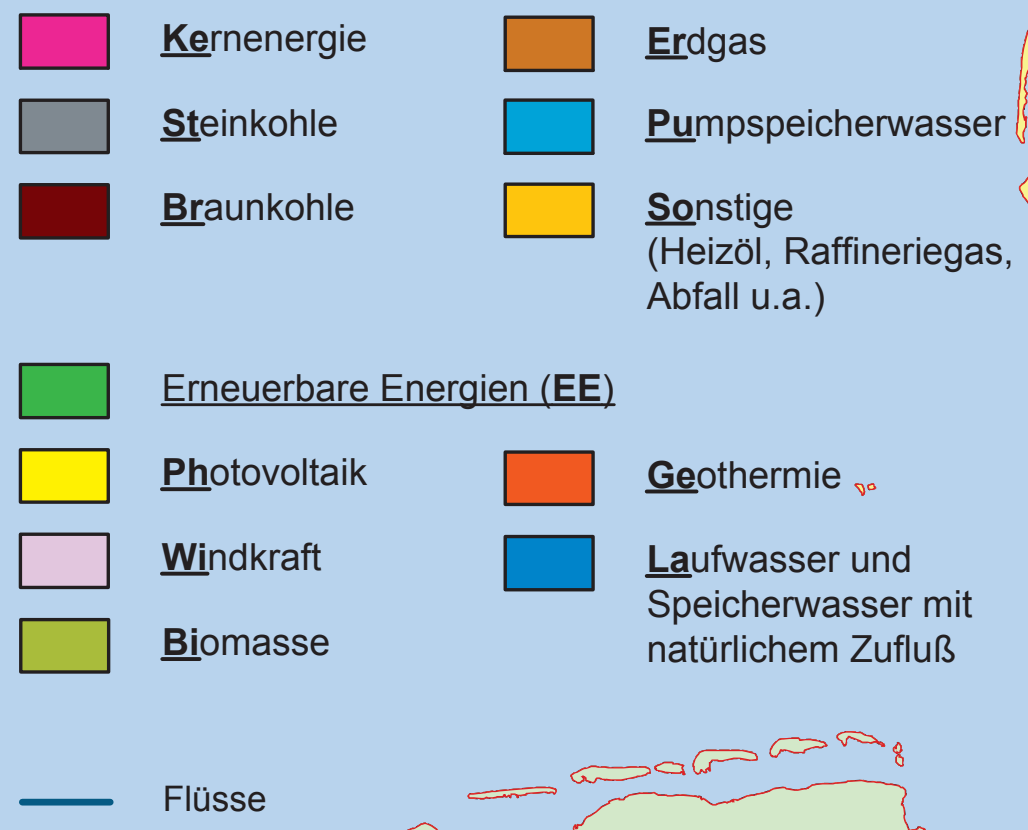 Kernenergie
Erdgas
Steinkohle
Pumpspeicherwasser
Braunkohle
Sonstige
(Heizöl, Raffineriegas,
Abfall u.a.)
Erneuerbare Energien (EE)
Photovoltaik
Geothermie
Windkraft
Laufwasser und
Speicherwasser mit
natürlichem Zufluß
Biomasse
Flüsse